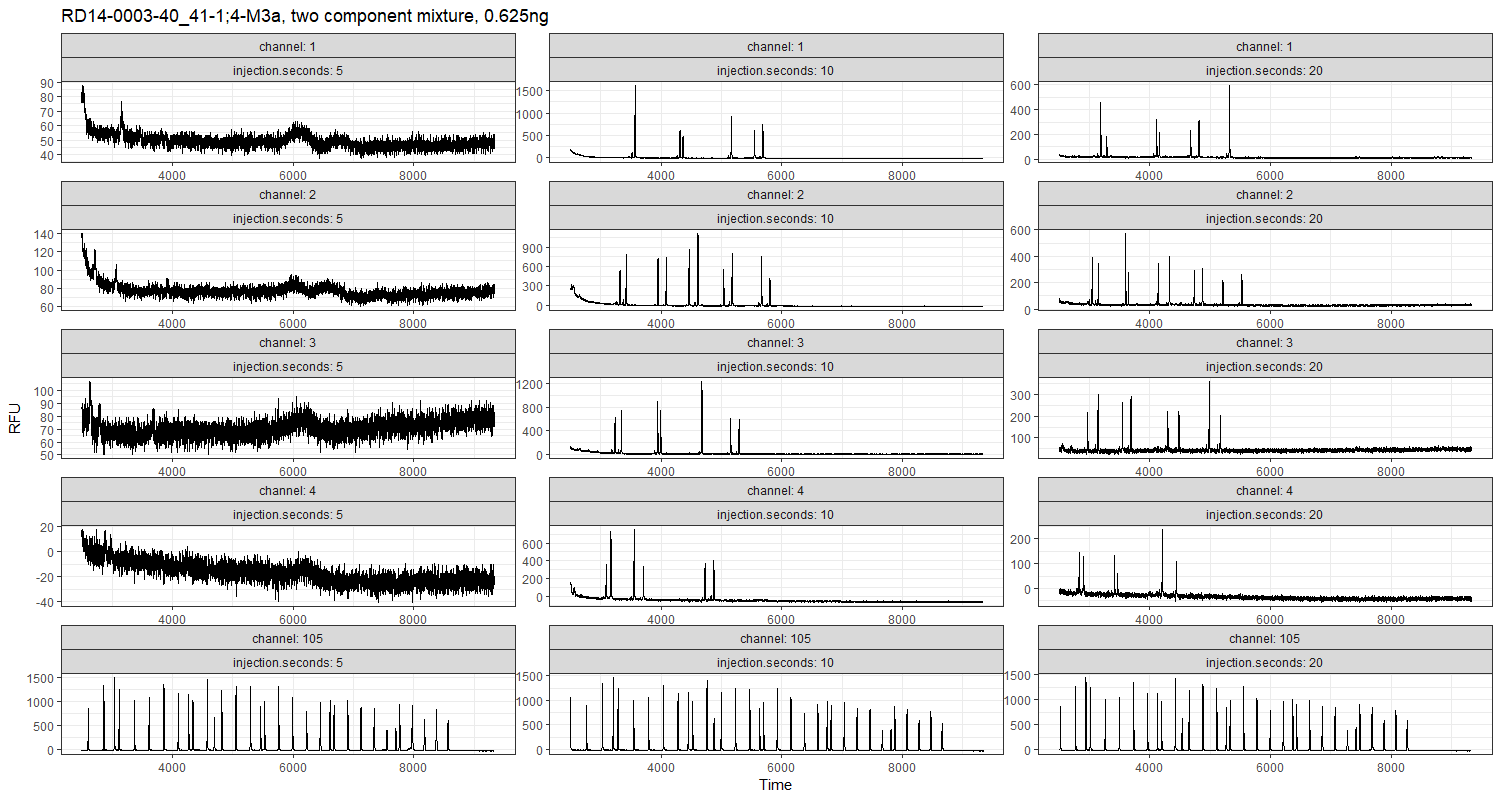 RD14-0003-40_41-1;4-M3a, two component mixture, 0.625ng
channel: 1 channel: 1 channel: 1
injection.seconds: 5 injection.seconds: 10 injection.seconds: 20
90 80 70 60 50 40
1500 1000 500 0
600 400 200 0
4000 6000 8000 4000 6000 8000 4000 6000 8000
channel: 2 channel: 2 channel: 2
injection.seconds: 5 injection.seconds: 10 injection.seconds: 20
140 120 100 80 60
900 600 300 0
600 400 200 0
4000 6000 8000 4000 6000 8000 4000 6000 8000
channel: 3 channel: 3 channel: 3
injection.seconds: 5 injection.seconds: 10 injection.seconds: 20
100 90 80 70 60 50
1200 800 400 0
300 200 100
4000 6000 8000 4000 6000 8000 4000 6000 8000
RFU
channel: 4 channel: 4 channel: 4
injection.seconds: 5 injection.seconds: 10 injection.seconds: 20
20 0 -20 -40
600 400 200 0
200 100 0
4000 6000 8000 4000 6000 8000 4000 6000 8000
channel: 105 channel: 105 channel: 105
injection.seconds: 5 injection.seconds: 10 injection.seconds: 20
1500 1000 500 0
1500 1000 500 0
1500 1000 500 0
4000 6000 8000 4000 6000 8000 4000 6000 8000
Time